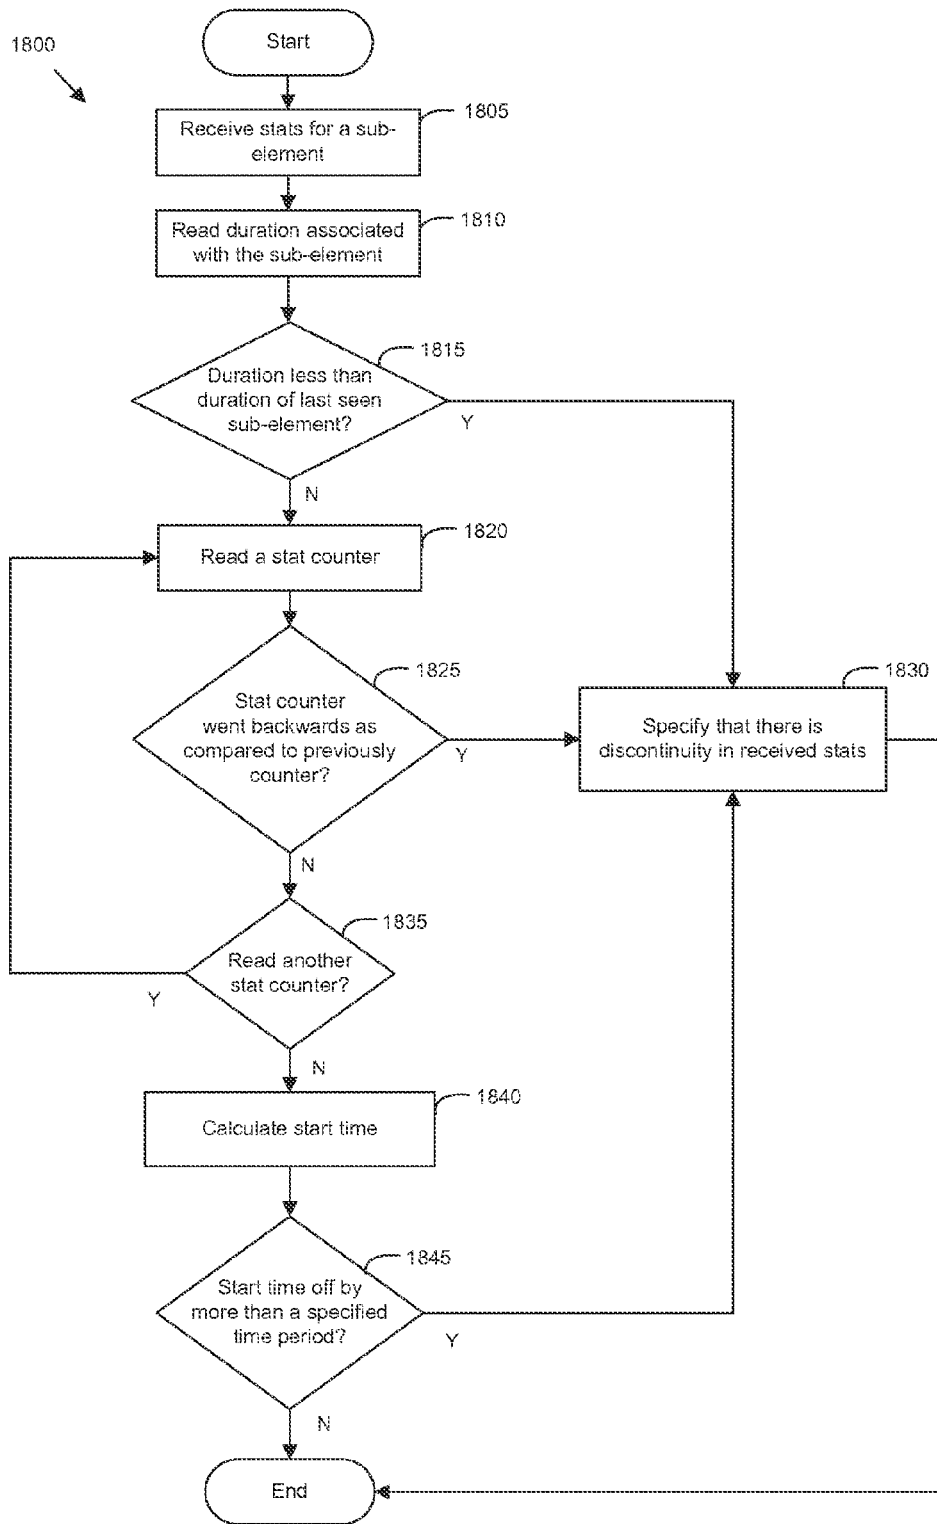 1800
Start
1805
Receive stats for a sub-
element
1810
Read duration associated
with the sub-element
1815
Duration less than
duration of last seen
sub-element?
Y
N
1820
Read a stat counter
1825
Stat counter
went backwards as
compared to previously
counter?
Y
1830
Specify that there is
discontinuity in received stats
N
1835
Read another
stat counter?
Y
N
1840
Calculate start time
1845
Start time off by
more than a specified
time period?
Y
N
End